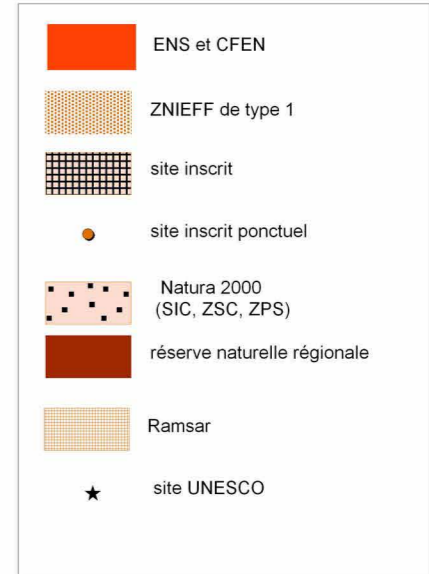 ENS et CFEN
ZNIEFF de type 1
site inscrit
site inscrit ponctuel
Natura 2000
(SIC, ZSC, ZPS)
réserve naturelle régionale
Ramsar
site UNESCO